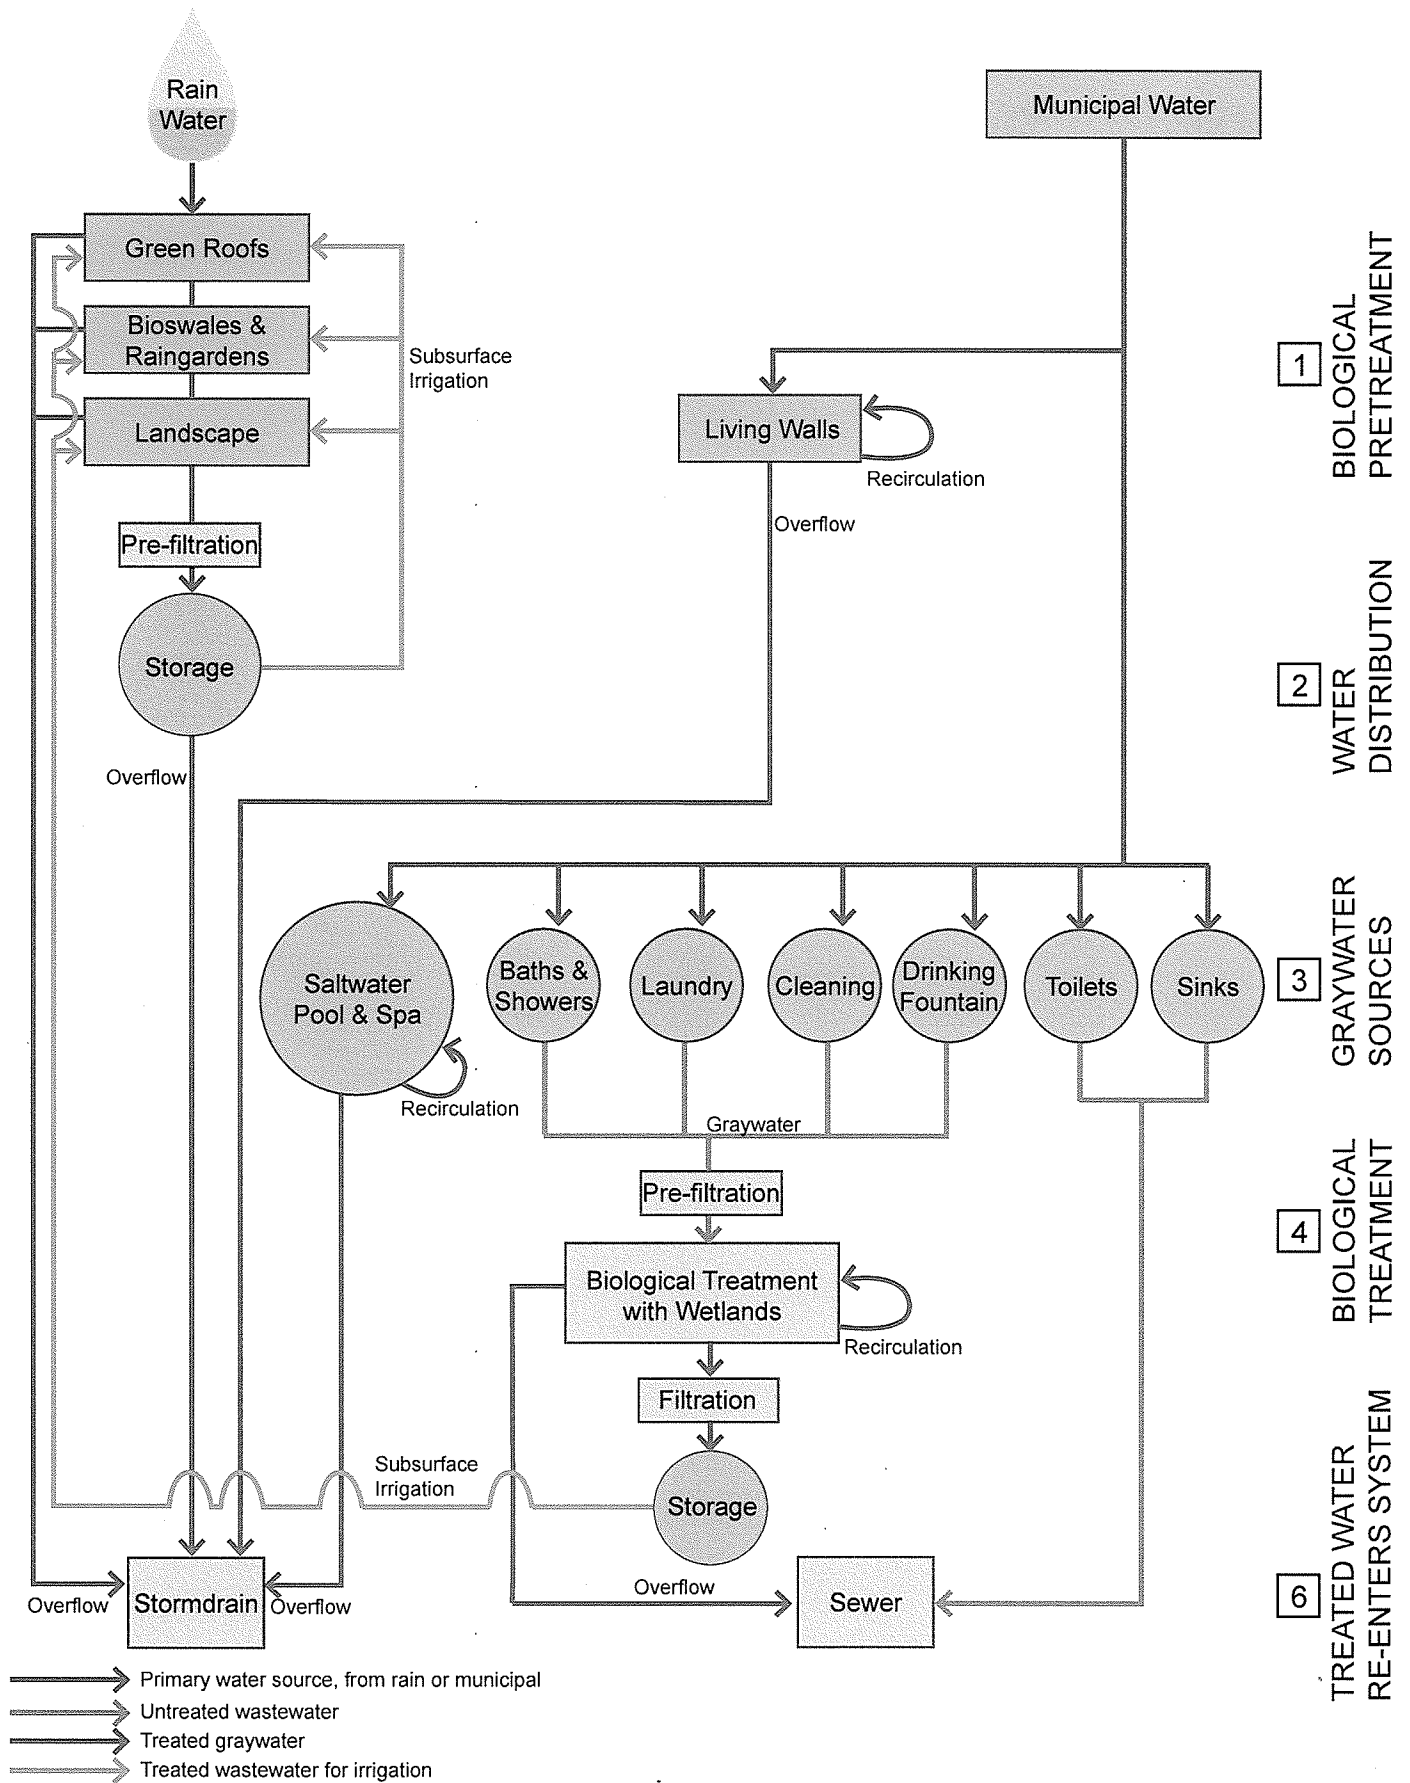 Rain
Water
Municipal Water
Green Roofs
Bioswales &
Raingardens
Subsurface
Irrigation
Landscape
Living Walls
Recirculation
Overflow
Pre-filtration
Storage
Overflow
1
BIOLOGICAL
PRETREATMENT
2
WATER
DISTRIBUTION
Saltwater
Pool & Spa
Recirculation
Baths &
Showers
Laundry
Cleaning
Drinking
Fountain
Toilets
Sinks
3
GRAYWATER
SOURCES
Graywater
Pre-filtration
Biological Treatment
with Wetlands
Recirculation
4
BIOLOGICAL
TREATMENT
Filtration
Subsurface
Irrigation
Storage
Overflow
Stormdrain
Overflow
Overflow
Sewer
6
TREATED WATER
RE-ENTERS SYSTEM
Primary water source, from rain or municipal
Untreated wastewater
Treated graywater
Treated wastewater for irrigation